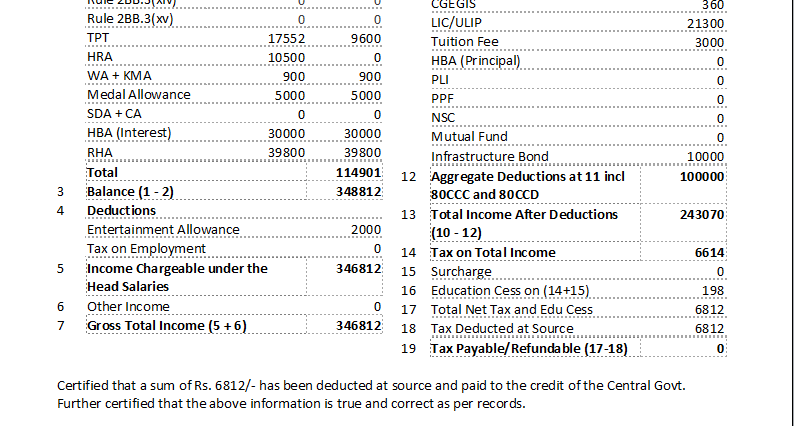 Rule 2BB.3(xiv) 0 0
Rule 2BB.3(xv) 0 0
TPT 17552 9600
HRA 10500 0
WA + KMA 900 900
Medal Allowance 5000 5000
SDA + CA 0 0
HBA (Interest) 30000 30000
RHA 39800 39800
Total 114901
3 Balance (1 - 2) 348812
4 Deductions
Entertainment Allowance 2000
Tax on Employment 0
5 Income Chargeable under the 346812
Head Salaries
6 Other Income 0
7 Gross Total Income (5 + 6) 346812
CGEGIS 360
LIC/ULIP 21300
Tuition Fee 3000
HBA (Principal) 0
PLI 0
PPF 0
NSC 0
Mutual Fund 0
Infrastructure Bond 10000
12 Aggregate Deductions at 11 incl 100000
80CCC and 80CCD
13 Total Income After Deductions 243070
(10 - 12)
14 Tax on Total Income 6614
15 Surcharge 0
16 Education Cess on (14+15) 198
17 Total Net Tax and Edu Cess 6812
18 Tax Deducted at Source 6812
19 Tax Payable/Refundable (17-18) 0
Certified that a sum of Rs. 6812/- has been deducted at source and paid to the credit of the Central Govt.
Further certified that the above information is true and correct as per records.